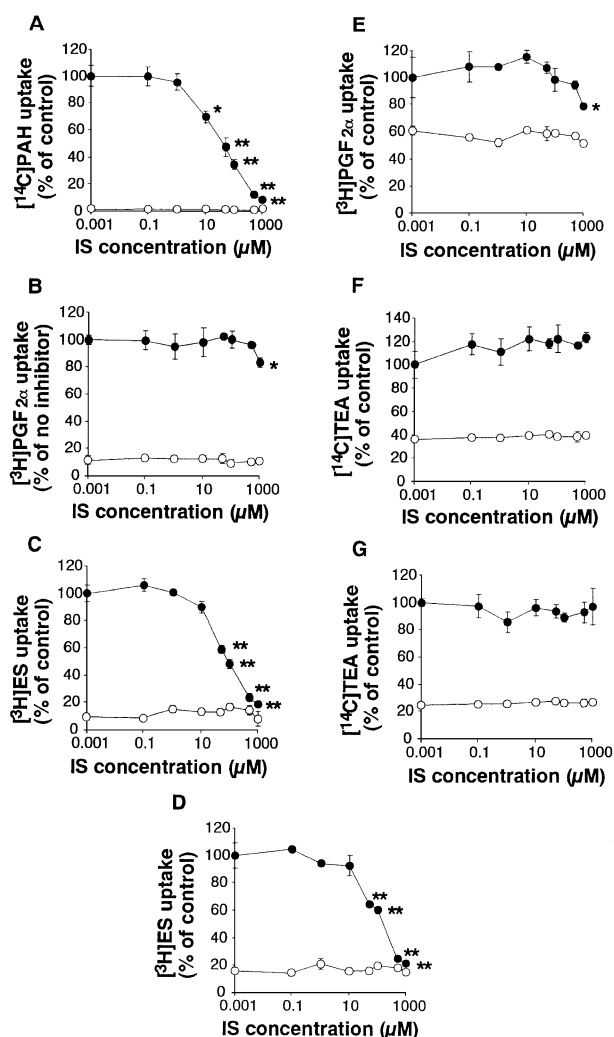 A
[14C]PAH uptake
(% of control)
120
100
80
60
40
20
0
*
**
**
**
**
0.001 0.1 10 1000
IS concentration (µM)
B
[3H]PGF2α uptake
(% of no inhibitor)
120
100
80
60
40
20
0
*
0.001 0.1 10 1000
IS concentration (µM)
C
[3H]ES uptake
(% of control)
120
100
80
60
40
20
0
**
**
**
**
0.001 0.1 10 1000
IS concentration (µM)
D
[3H]ES uptake
(% of control)
120
100
80
60
40
20
0
**
**
**
**
0.001 0.1 10 1000
IS concentration (µM)
E
[3H]PGF2α uptake
(% of control)
120
100
80
60
40
20
0
*
0.001 0.1 10 1000
IS concentration (µM)
F
[14C]TEA uptake
(% of control)
140
120
100
80
60
40
20
0
0.001 0.1 10 1000
IS concentration (µM)
G
[14C]TEA uptake
(% of control)
120
100
80
60
40
20
0
0.001 0.1 10 1000
IS concentration (µM)